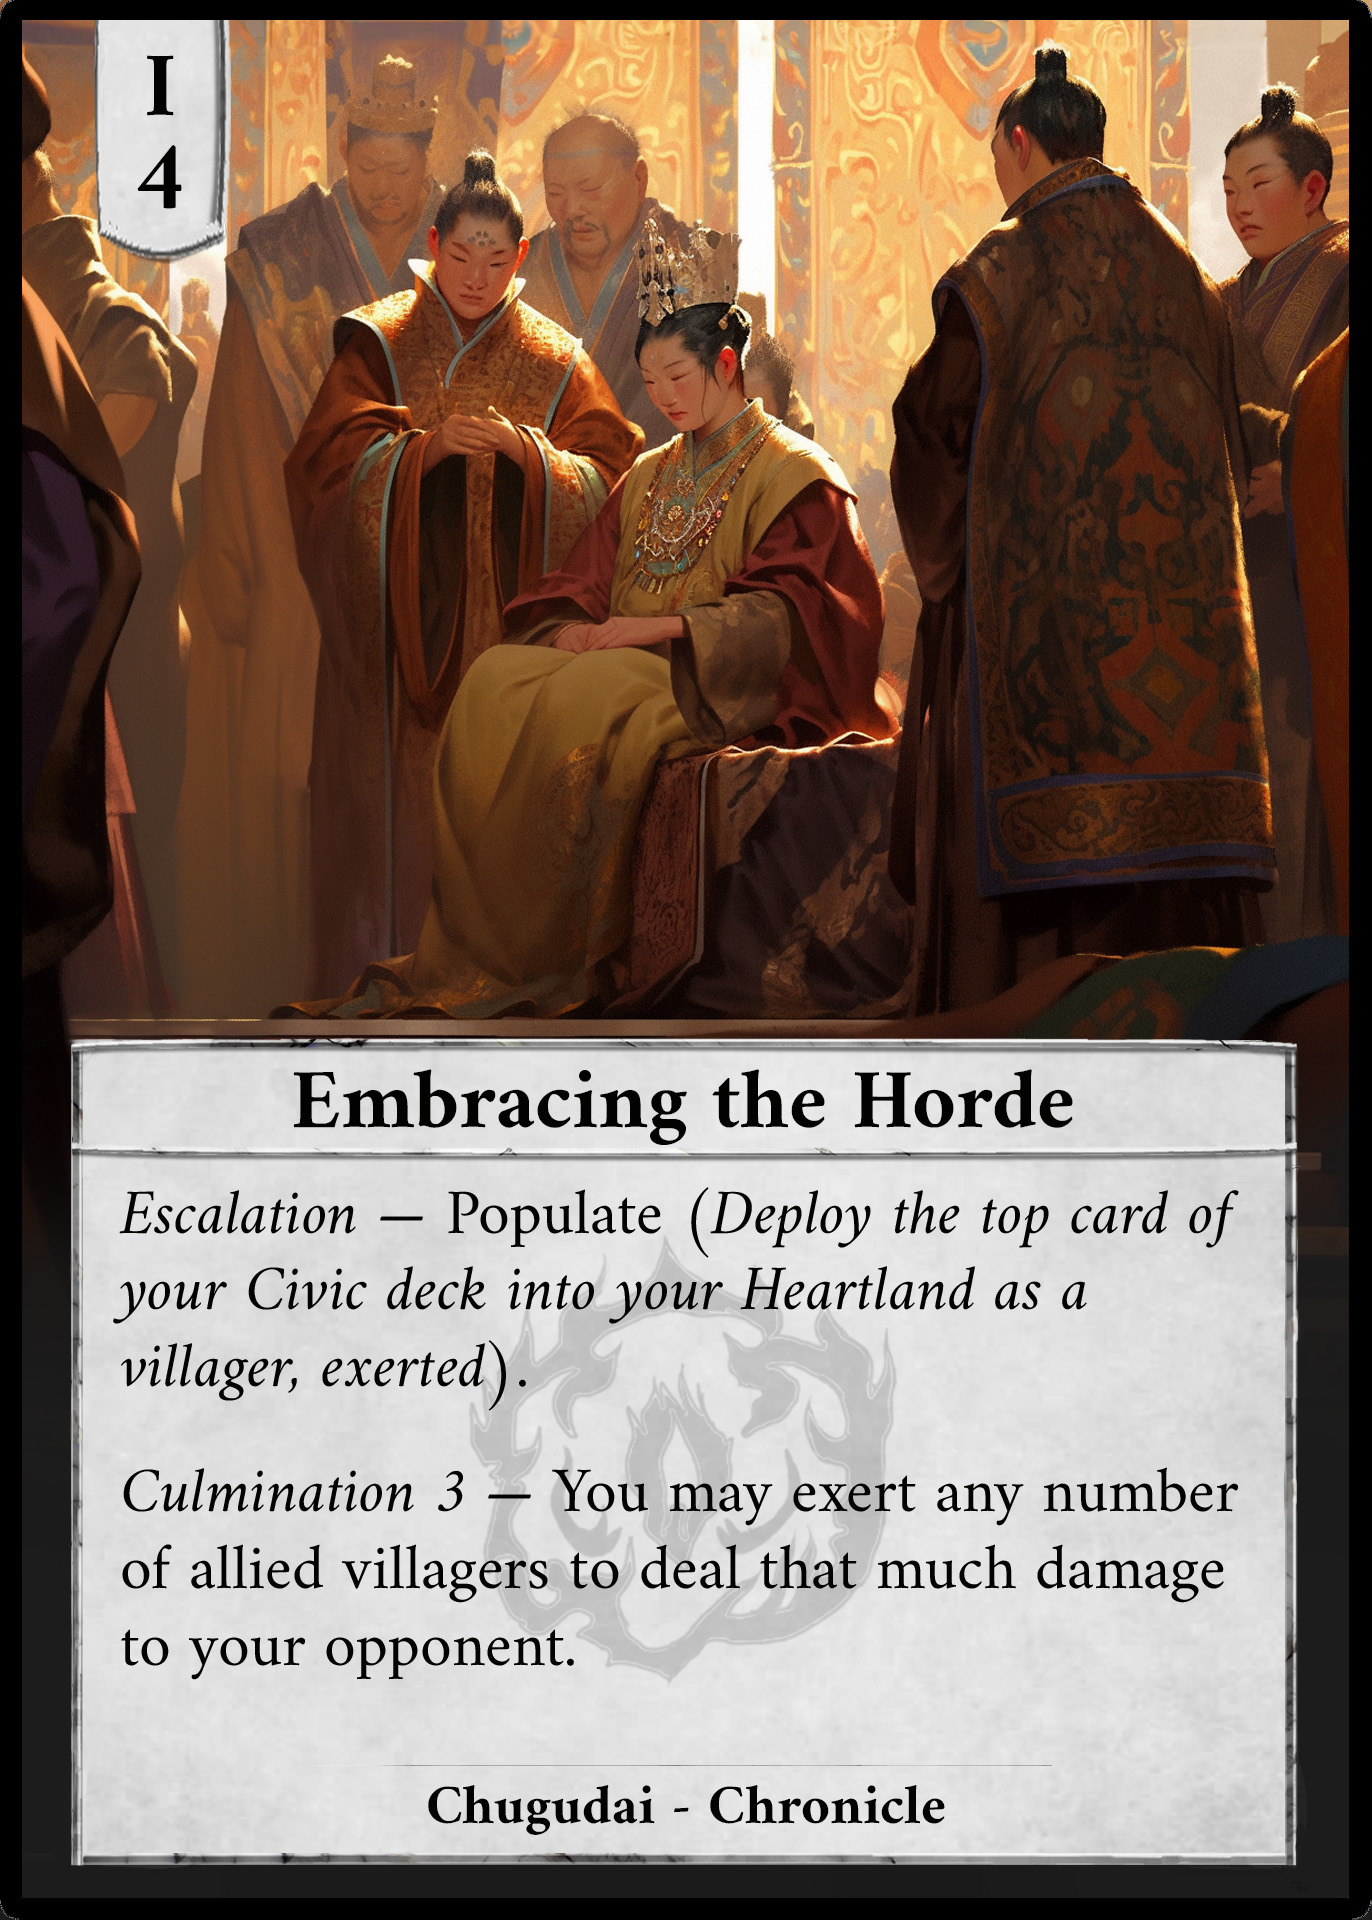 I
4
Embracing the Horde
Escalation — Populate (Deploy the top card of
your Civic deck into your Heartland as a
villager, exerted).
Culmination 3 — You may exert any number
of allied villagers to deal that much damage
to your opponent.
Chugudai - Chronicle